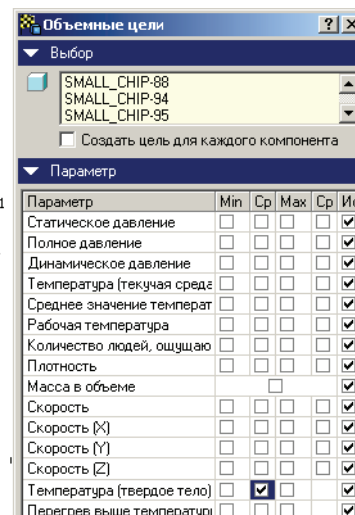 Объемные цели
Выбор
SMALL_CHIP-88
SMALL_CHIP-94
SMALL_CHIP-95
Создать цель для каждого компонента
Параметр
Параметр Min Ср Max Ср Ис
Статическое давление
Полное давление
Динамическое давление
Температура (текучая среда
Среднее значение температ
Рабочая температура
Количество людей, ощущаю
Плотность
Масса в объеме
Скорость
Скорость (X)
Скорость (Y)
Скорость (Z)
Температура (твердое тело)
Перегрев выше температуры